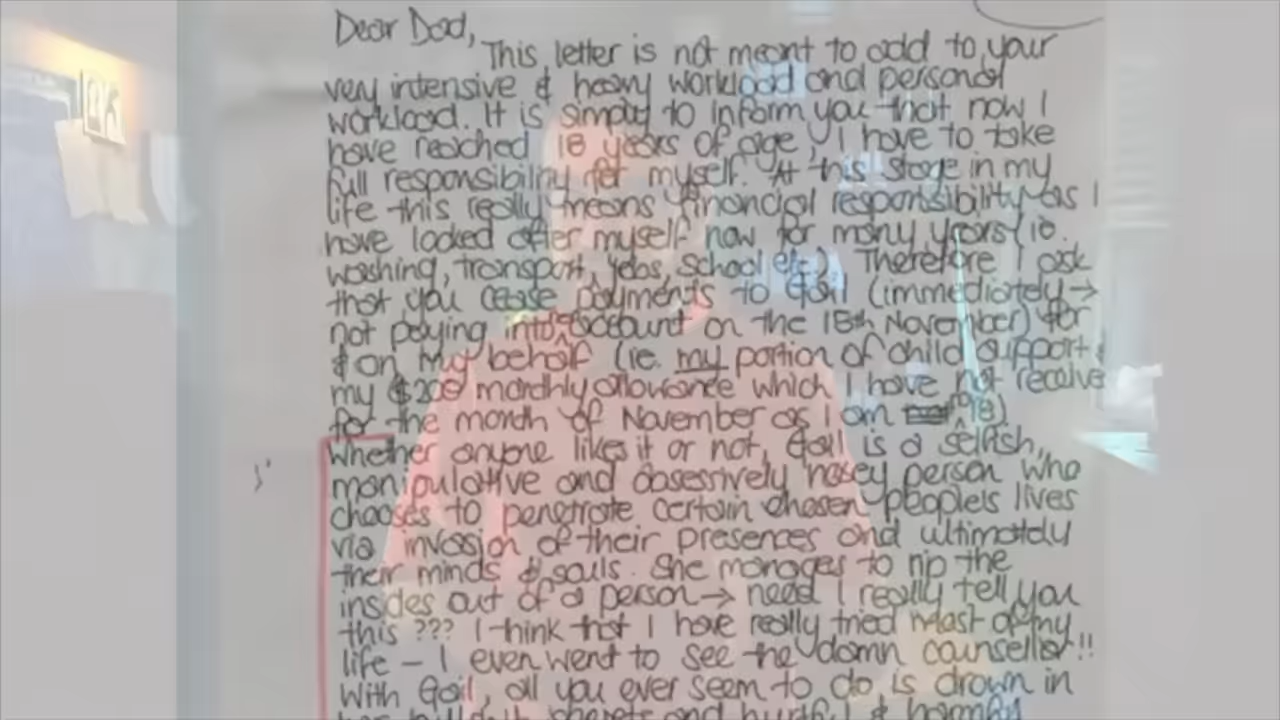 Dear Dad,
This letter is not meant to add to your
very intensive & heavy workload and personal
workload. It is simply to inform you that now I
have reached 18 years of age, I have to take
full responsibility for myself. At this stage in my
life this really means financial responsibility as I
have looked after myself now for many years (ie.
washing, transport, jobs, school etc). Therefore I ask
that you cease payments to Gail (immediately →
not paying into account on the 15th November) for
& on my behalf (ie. my portion of child support &
my $200 monthly allowance which I have not receive
for the month of November as I am 18)
Whether anyone likes it or not, Gail is a selfish,
manipulative and obsessively nosey person who
chooses to penetrate certain chosen people's lives
via invasion of their presences and ultimately
their minds & souls. She manages to rip the
insides out of a person → need I really tell you
this ??? I think that I have really tried most of my
life – I even went to see the damn counsellor!!
With Gail, all you ever seem to do is drown in
her secrets and hurtful & harmful